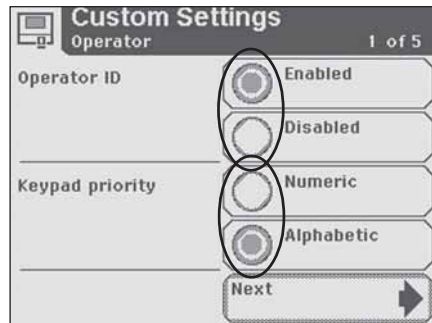 Custom Settings
Operator 1 of 5
Operator ID
Enabled
Disabled
Keypad priority
Numeric
Alphabetic
Next